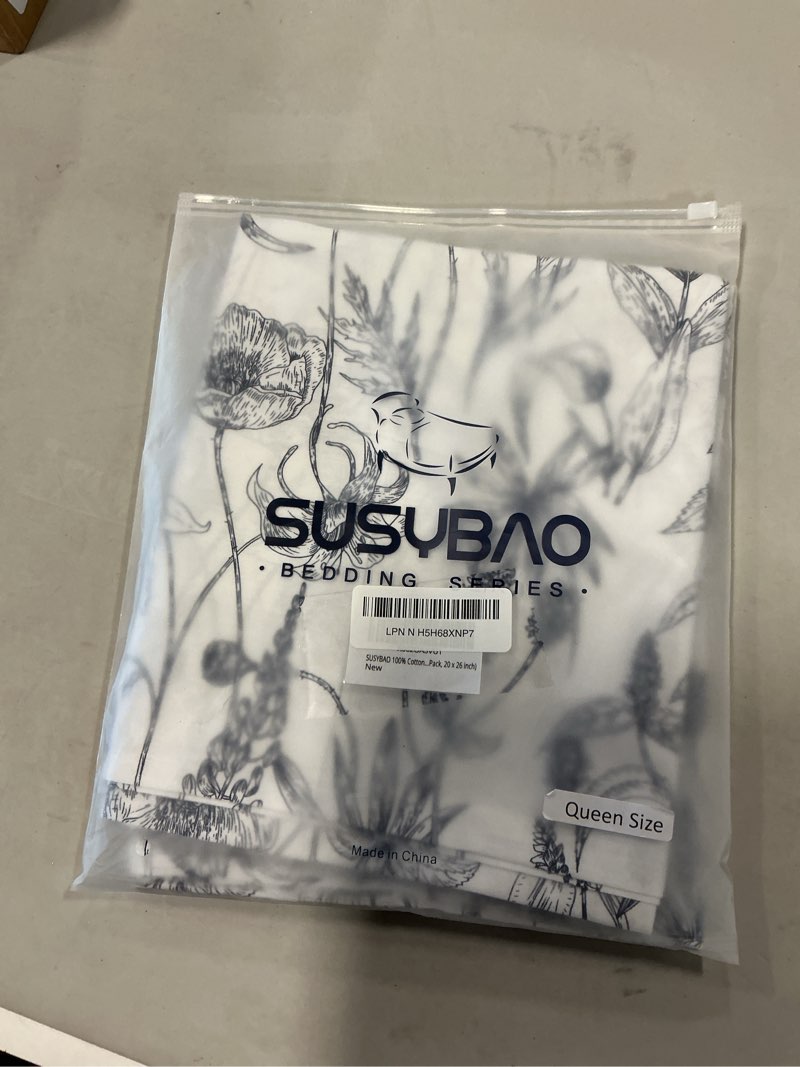 SUSYBAO
· BEDDING SERIES ·
LPN N H5H68XNP7
SUSYBAO 100% Cotton...Pack, 20 x 26 Inch)
New
Queen Size
Made in China